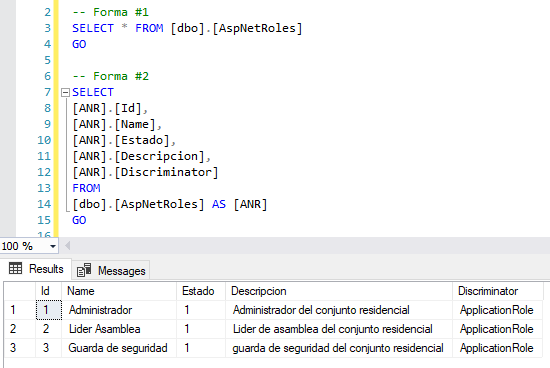 2 -- Forma #1
3 SELECT * FROM [dbo].[AspNetRoles]
4 GO
5
6 -- Forma #2
7 SELECT
8 [ANR].[Id],
9 [ANR].[Name],
10 [ANR].[Estado],
11 [ANR].[Descripcion],
12 [ANR].[Discriminator]
13 FROM
14 [dbo].[AspNetRoles] AS [ANR]
15 GO
16
100 %
Results Messages
Id Name Estado Descripcion Discriminator
1 1 Administrador 1 Administrador del conjunto residencial ApplicationRole
2 2 Lider Asamblea 1 Lider de asamblea del conjunto residencial ApplicationRole
3 3 Guarda de seguridad 1 guarda de seguridad del conjunto residencial ApplicationRole